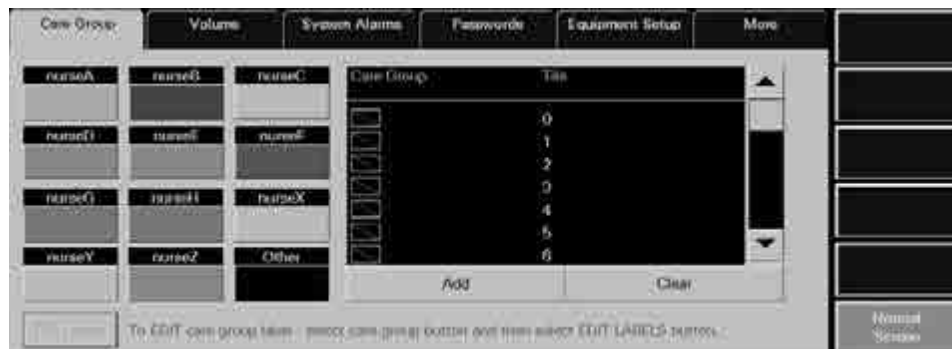 Care Group Volume System Alarms Passwords Equipment Setup More
nurseA nurseB nurseC
Care Group Title
0
nurseD nurseE nurseF
1
2
3
nurseG nurseH nurseX
4
5
nurseY nurseZ Other
6
Add Clear
To EDIT care group label: select care group button and then select EDIT LABELS button.
Normal
Screen